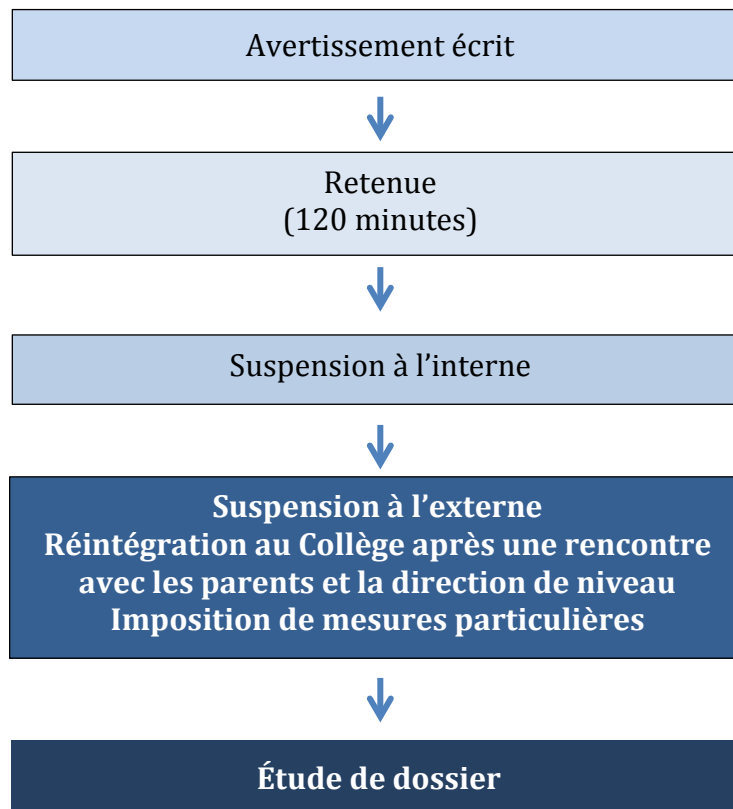 Avertissement écrit
Retenue
(120 minutes)
Suspension à l’interne
Suspension à l’externe
Réintégration au Collège après une rencontre
avec les parents et la direction de niveau
Imposition de mesures particulières
Étude de dossier